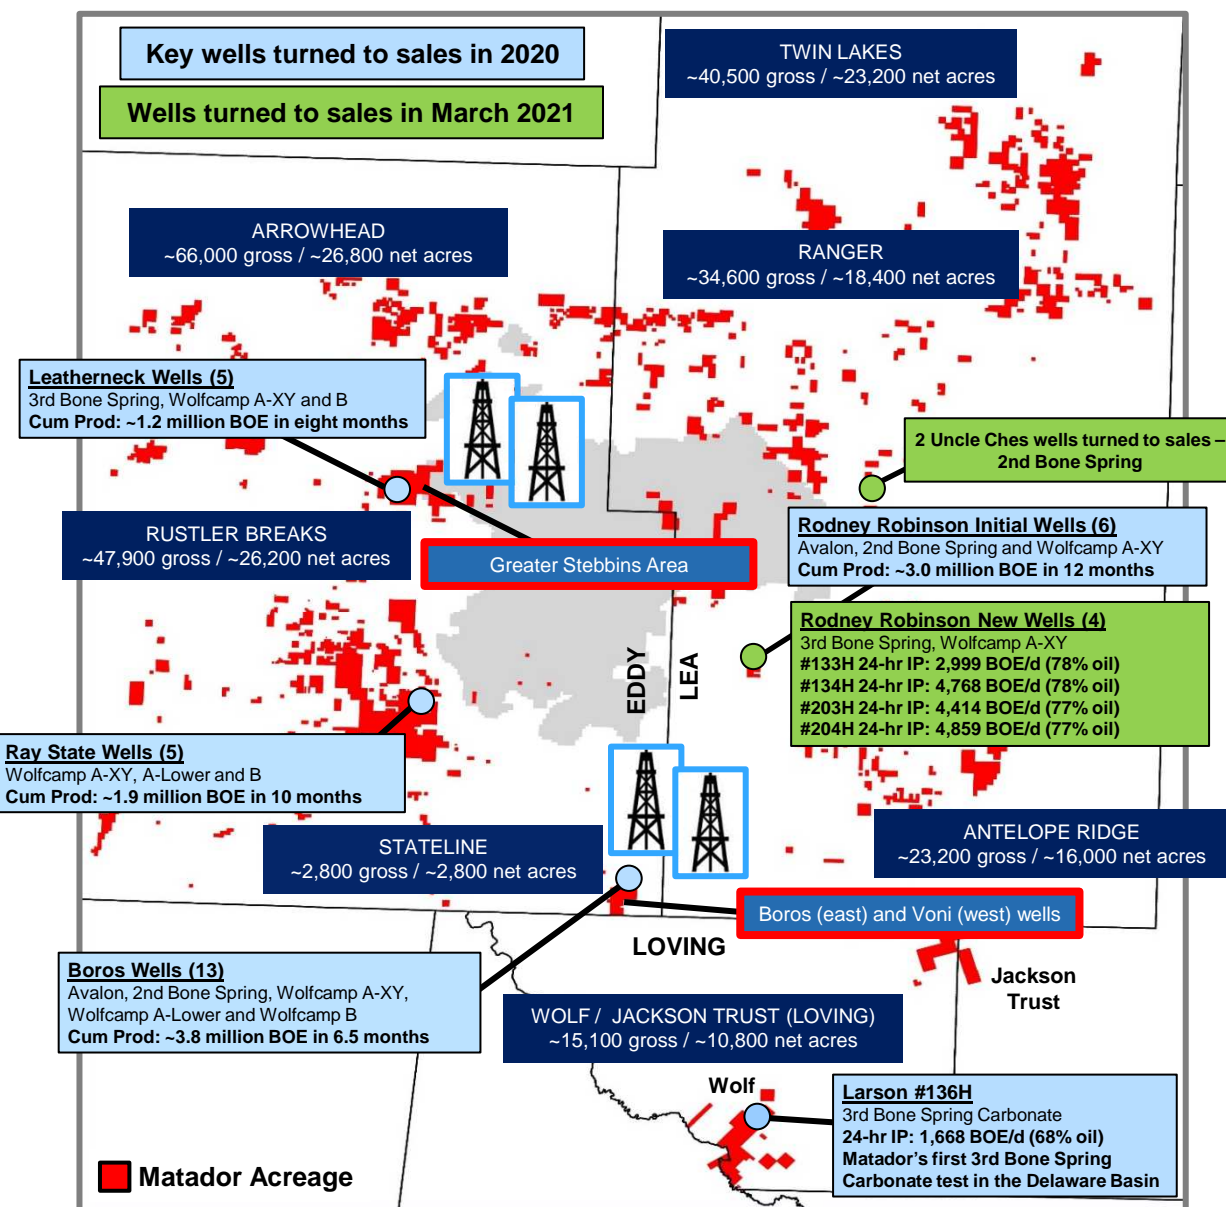 Key wells turned to sales in 2020
Wells turned to sales in March 2021
TWIN LAKES
~40,500 gross / ~23,200 net acres
ARROWHEAD
~66,000 gross / ~26,800 net acres
RANGER
~34,600 gross / ~18,400 net acres
Leatherneck Wells (5)
3rd Bone Spring, Wolfcamp A-XY and B
Cum Prod: ~1.2 million BOE in eight months
2 Uncle Ches wells turned to sales –
2nd Bone Spring
RUSTLER BREAKS
~47,900 gross / ~26,200 net acres
Greater Stebbins Area
Rodney Robinson Initial Wells (6)
Avalon, 2nd Bone Spring and Wolfcamp A-XY
Cum Prod: ~3.0 million BOE in 12 months
Rodney Robinson New Wells (4)
3rd Bone Spring, Wolfcamp A-XY
#133H 24-hr IP: 2,999 BOE/d (78% oil)
#134H 24-hr IP: 4,768 BOE/d (78% oil)
#203H 24-hr IP: 4,414 BOE/d (77% oil)
#204H 24-hr IP: 4,859 BOE/d (77% oil)
EDDY
LEA
Ray State Wells (5)
Wolfcamp A-XY, A-Lower and B
Cum Prod: ~1.9 million BOE in 10 months
STATELINE
~2,800 gross / ~2,800 net acres
ANTELOPE RIDGE
~23,200 gross / ~16,000 net acres
Boros (east) and Voni (west) wells
LOVING
Jackson
Trust
Boros Wells (13)
Avalon, 2nd Bone Spring, Wolfcamp A-XY,
Wolfcamp A-Lower and Wolfcamp B
Cum Prod: ~3.8 million BOE in 6.5 months
WOLF / JACKSON TRUST (LOVING)
~15,100 gross / ~10,800 net acres
Wolf
Larson #136H
3rd Bone Spring Carbonate
24-hr IP: 1,668 BOE/d (68% oil)
Matador's first 3rd Bone Spring
Carbonate test in the Delaware Basin
Matador Acreage